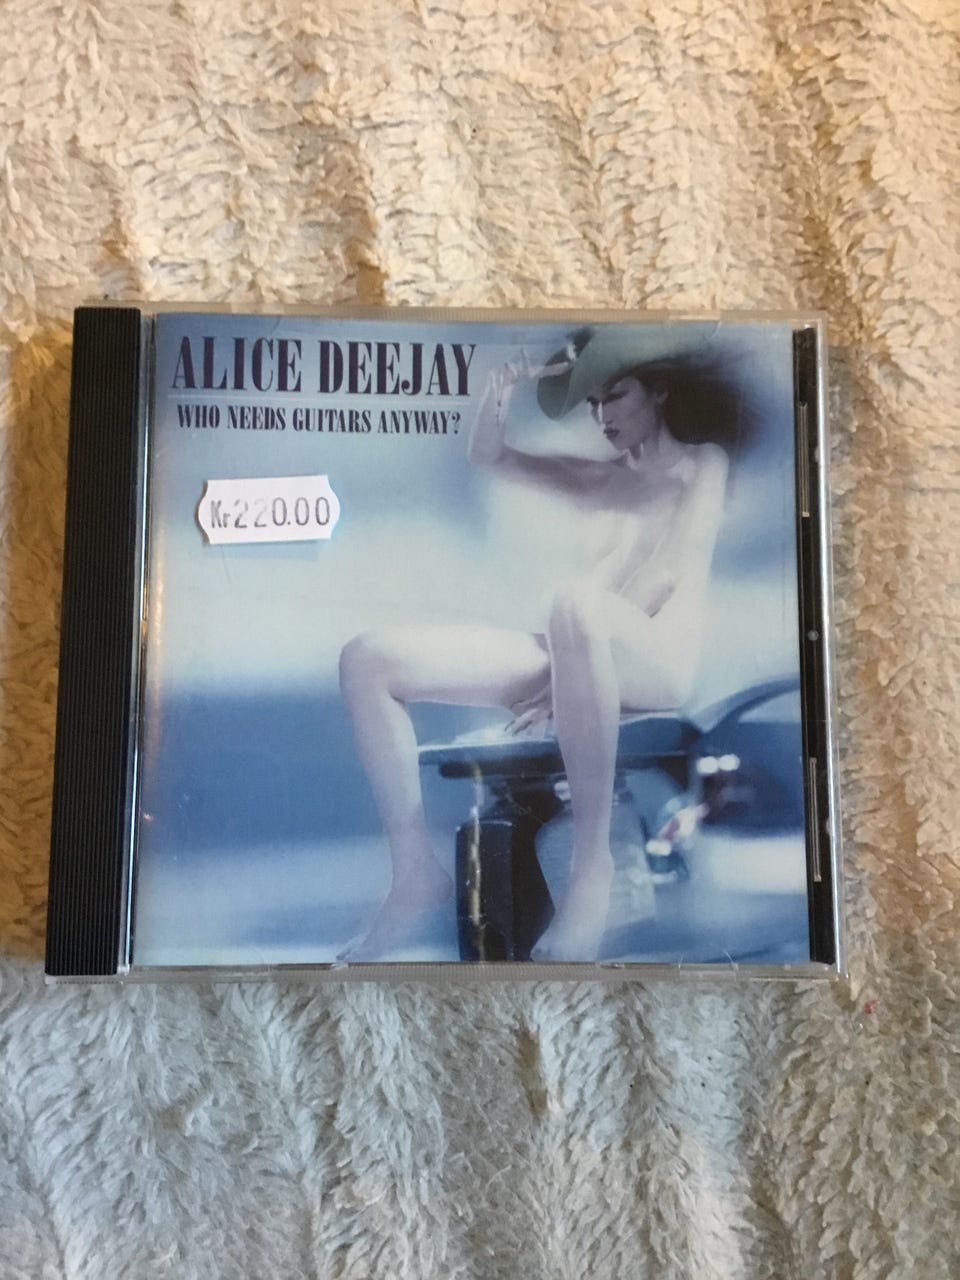 ALICE DEEJAY
WHO NEEDS GUITARS ANYWAY?
Kr220.00